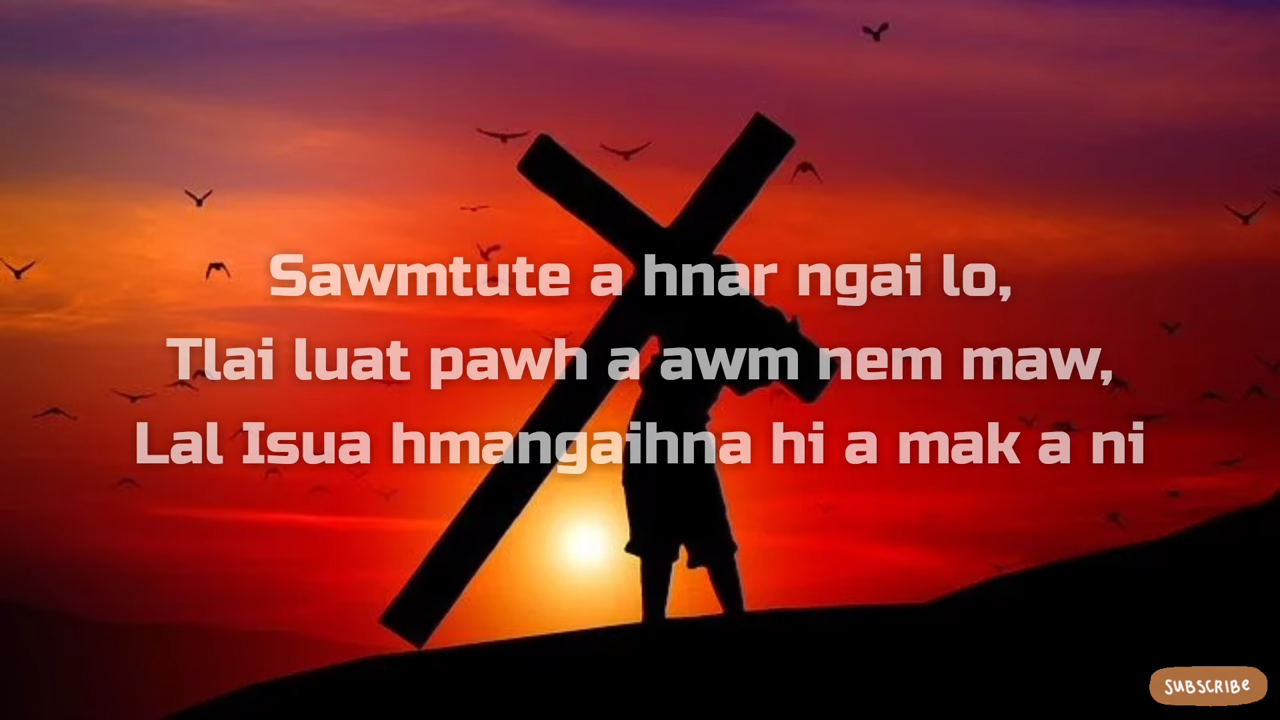 Sawmtute a hnar ngai lo,
Tlai luat pawh a awm nem maw,
Lal Isua hmangaihna hi a mak a ni
SUBSCRIBe